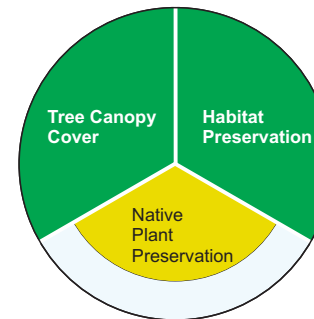 Tree Canopy
Cover
Habitat
Preservation
Native
Plant
Preservation